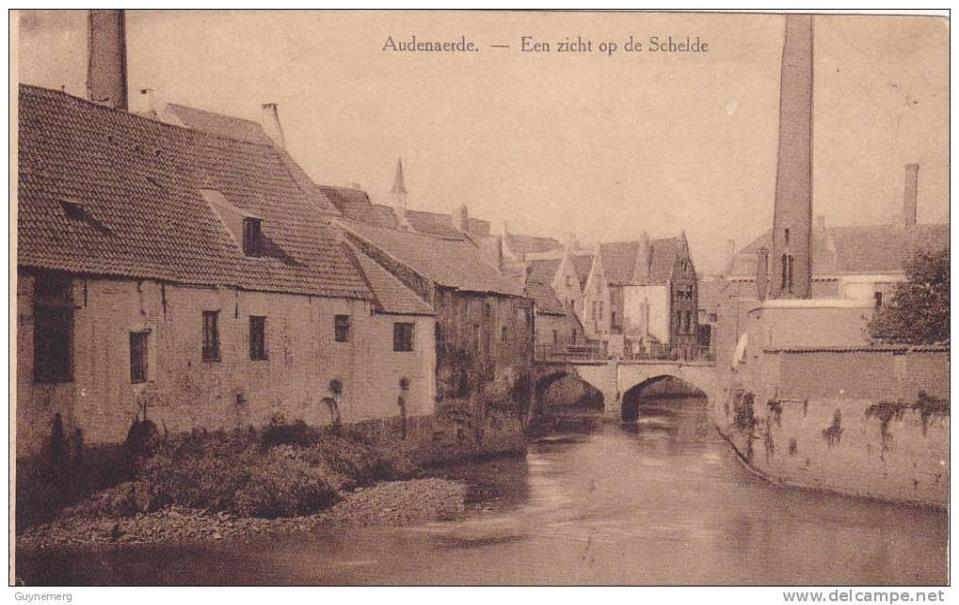 Audenaerde. — Een zicht op de Schelde
Guynemerg
www.delcampe.net